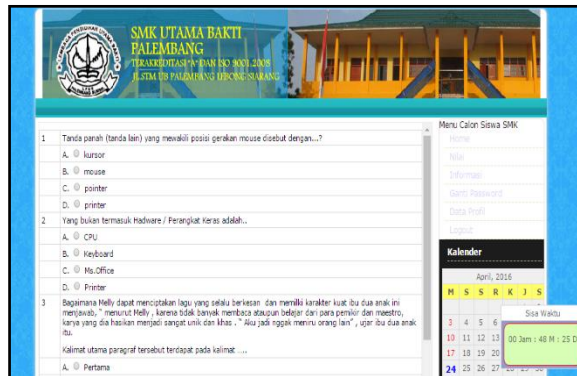 SMK UTAMA BAKTI
PALEMBANG
TERAKREDITASI "A" DAN ISO 9001.2005
JL.STM UB PALEMBANG LEBONG SIARANG
1 Tanda panah (tanda lain) yang mewakili posisi gerakan mouse disebut dengan...?
A. kursor
B. mouse
C. pointer
D. printer
2 Yang bukan termasuk Hadware / Perangkat Keras adalah..
A. CPU
B. Keyboard
C. Ms.Office
D. Printer
3 Bagaimana Melly dapat menciptakan lagu yang selalu berkesan dan memilki karakter kuat ibu dua anak ini
menjawab, " menurut Melly , karena tidak banyak membaca ataupun belajar dari para pemikir dan maestro,
karya yang dia hasikan menjadi sangat unik dan khas . " Aku jadi nggak meniru orang lain" , ujar ibu dua anak
itu.
Kalimat utama paragraf tersebut terdapat pada kalimat ....
A. Pertama
Menu Calon Siswa SMK
Home
Nilai
Informasi
Ganti Password
Data Profil
Logout
Kalender
April, 2016
M S S R K J S
3 4 5 6
10 11 12 13
17 18 19 20
24 25 26 27 28 29 30
Sisa Waktu
00 Jam : 48 M : 25 D